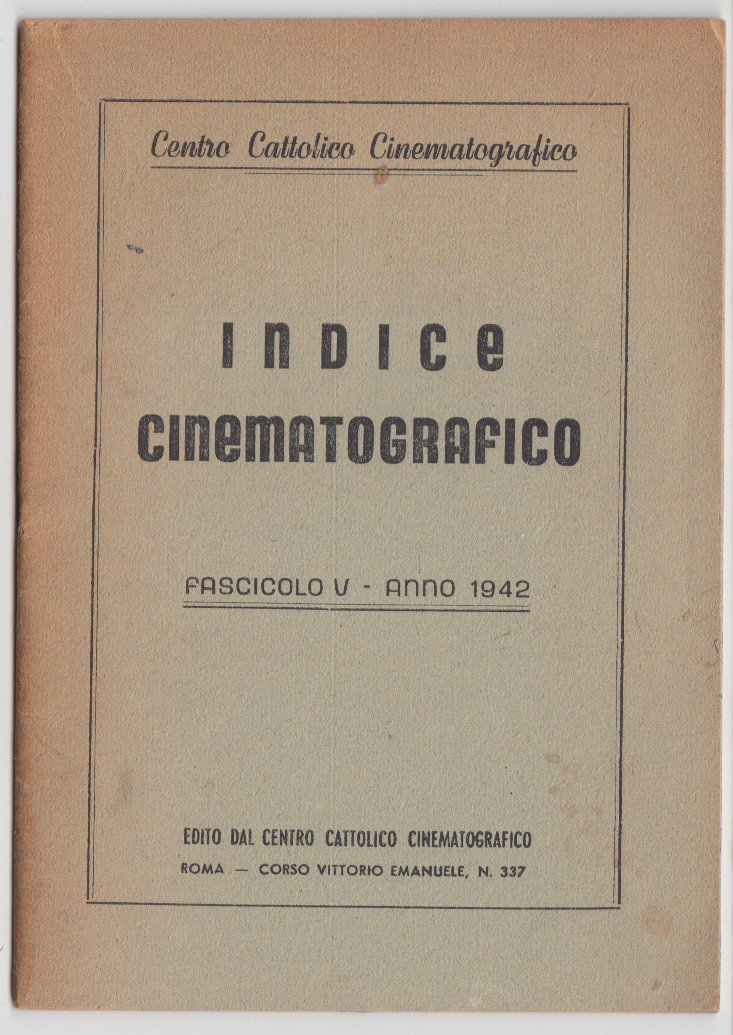 Centro Cattolico Cinematografico
INDICE
CINEMATOGRAFICO
FASCICOLO V - ANNO 1942
EDITO DAL CENTRO CATTOLICO CINEMATOGRAFICO
ROMA — CORSO VITTORIO EMANUELE, N. 337